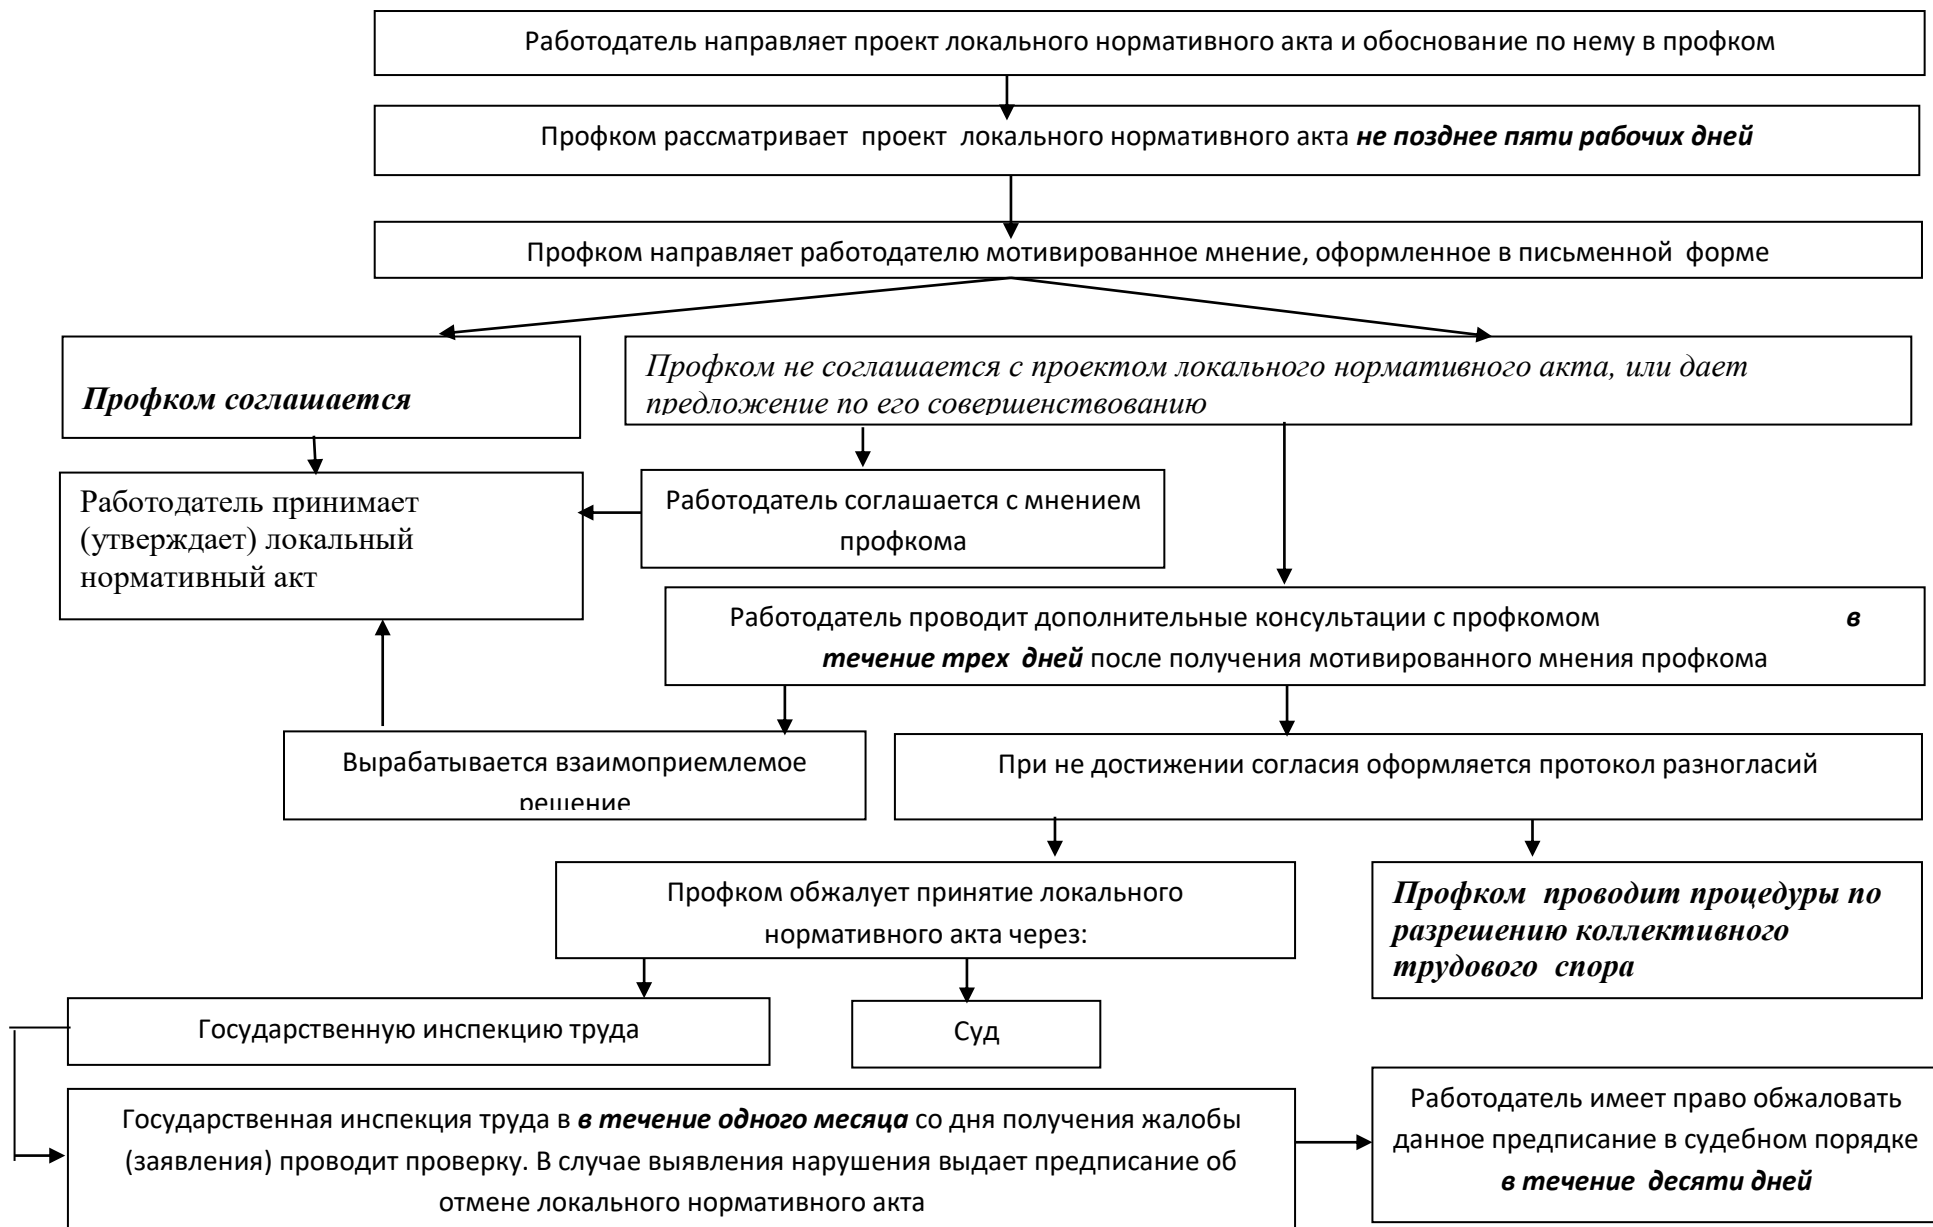 Работодатель направляет проект локального нормативного акта и обоснование по нему в профком
Профком рассматривает проект локального нормативного акта не позднее пяти рабочих дней
Профком направляет работодателю мотивированное мнение, оформленное в письменной форме
Профком соглашается
Профком не соглашается с проектом локального нормативного акта, или дает
предложение по его совершенствованию
Работодатель принимает
(утверждает) локальный
нормативный акт
Работодатель соглашается с мнением
профкома
Работодатель проводит дополнительные консультации с профкомом в
течение трех дней после получения мотивированного мнения профкома
Вырабатывается взаимоприемлемое
решение
При не достижении согласия оформляется протокол разногласий
Профком обжалует принятие локального
нормативного акта через:
Профком проводит процедуры по
разрешению коллективного
трудового спора
Государственную инспекцию труда
Суд
Государственная инспекция труда в в течение одного месяца со дня получения жалобы
(заявления) проводит проверку. В случае выявления нарушения выдает предписание об
отмене локального нормативного акта
Работодатель имеет право обжаловать
данное предписание в судебном порядке
в течение десяти дней